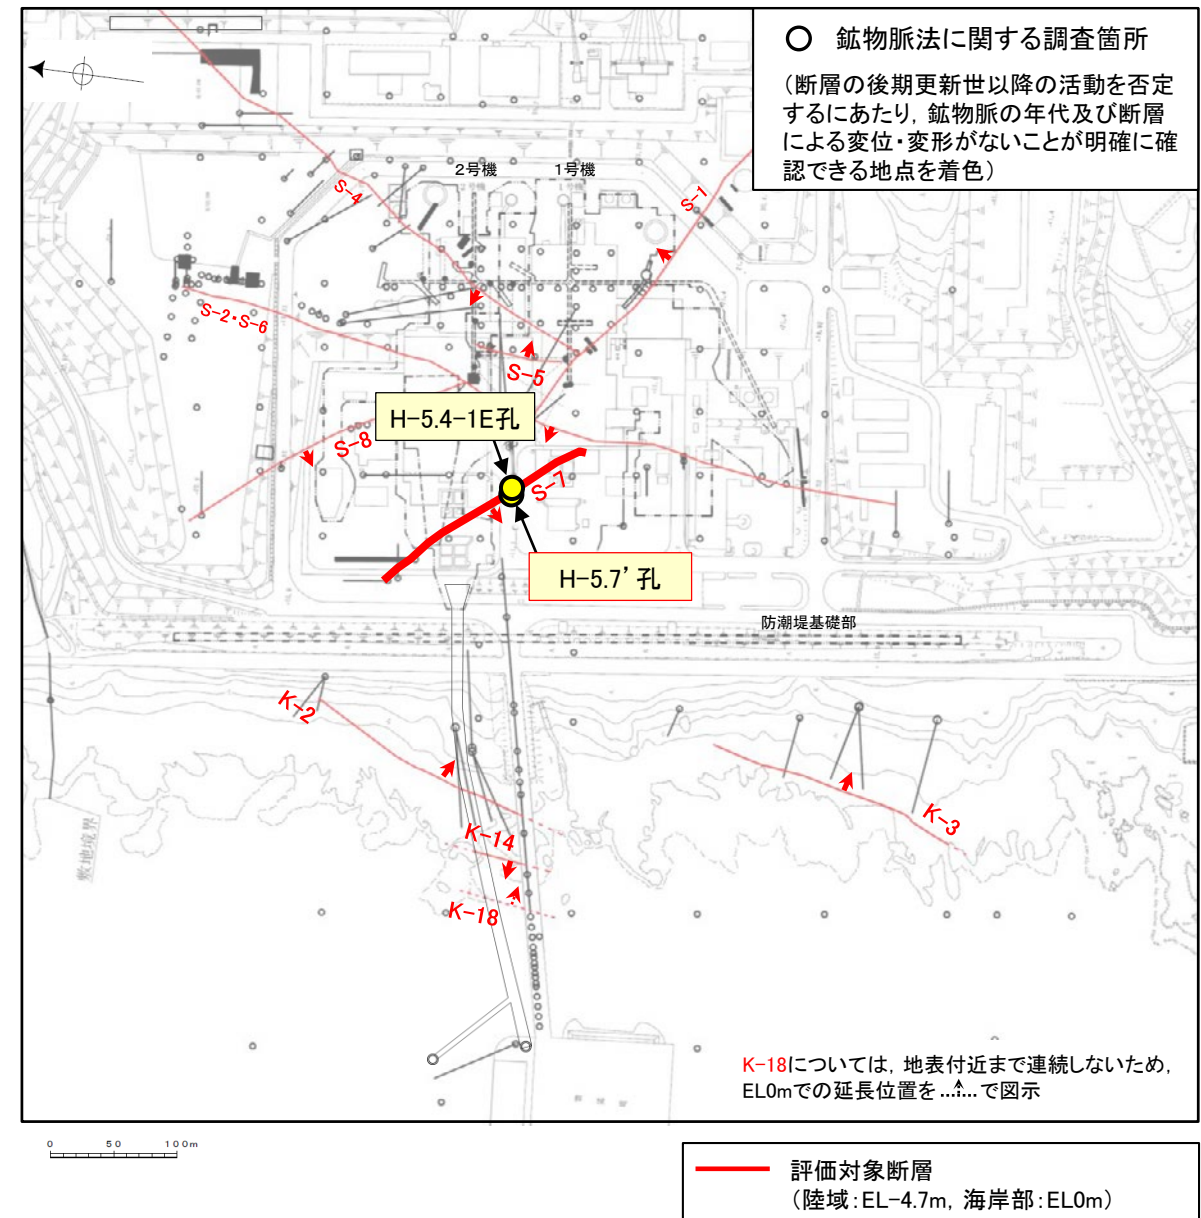 鉱物脈法に関する調査箇所
(断層の後期更新世以降の活動を否定
するにあたり, 鉱物脈の年代及び断層
による変位・変形がないことが明確に確
認できる地点を着色)
2号機
1号機
S-4
S-1
S-2・S-6
S-5
H-5.4-1E孔
S-8
S-7
H-5.7’孔
防潮堤基礎部
K-2
K-3
K-14
K-18
敷地境界
K-18については, 地表付近まで連続しないため,
EL0mでの延長位置を で図示
0 50 100m
評価対象断層
(陸域:EL-4.7m, 海岸部:EL0m)